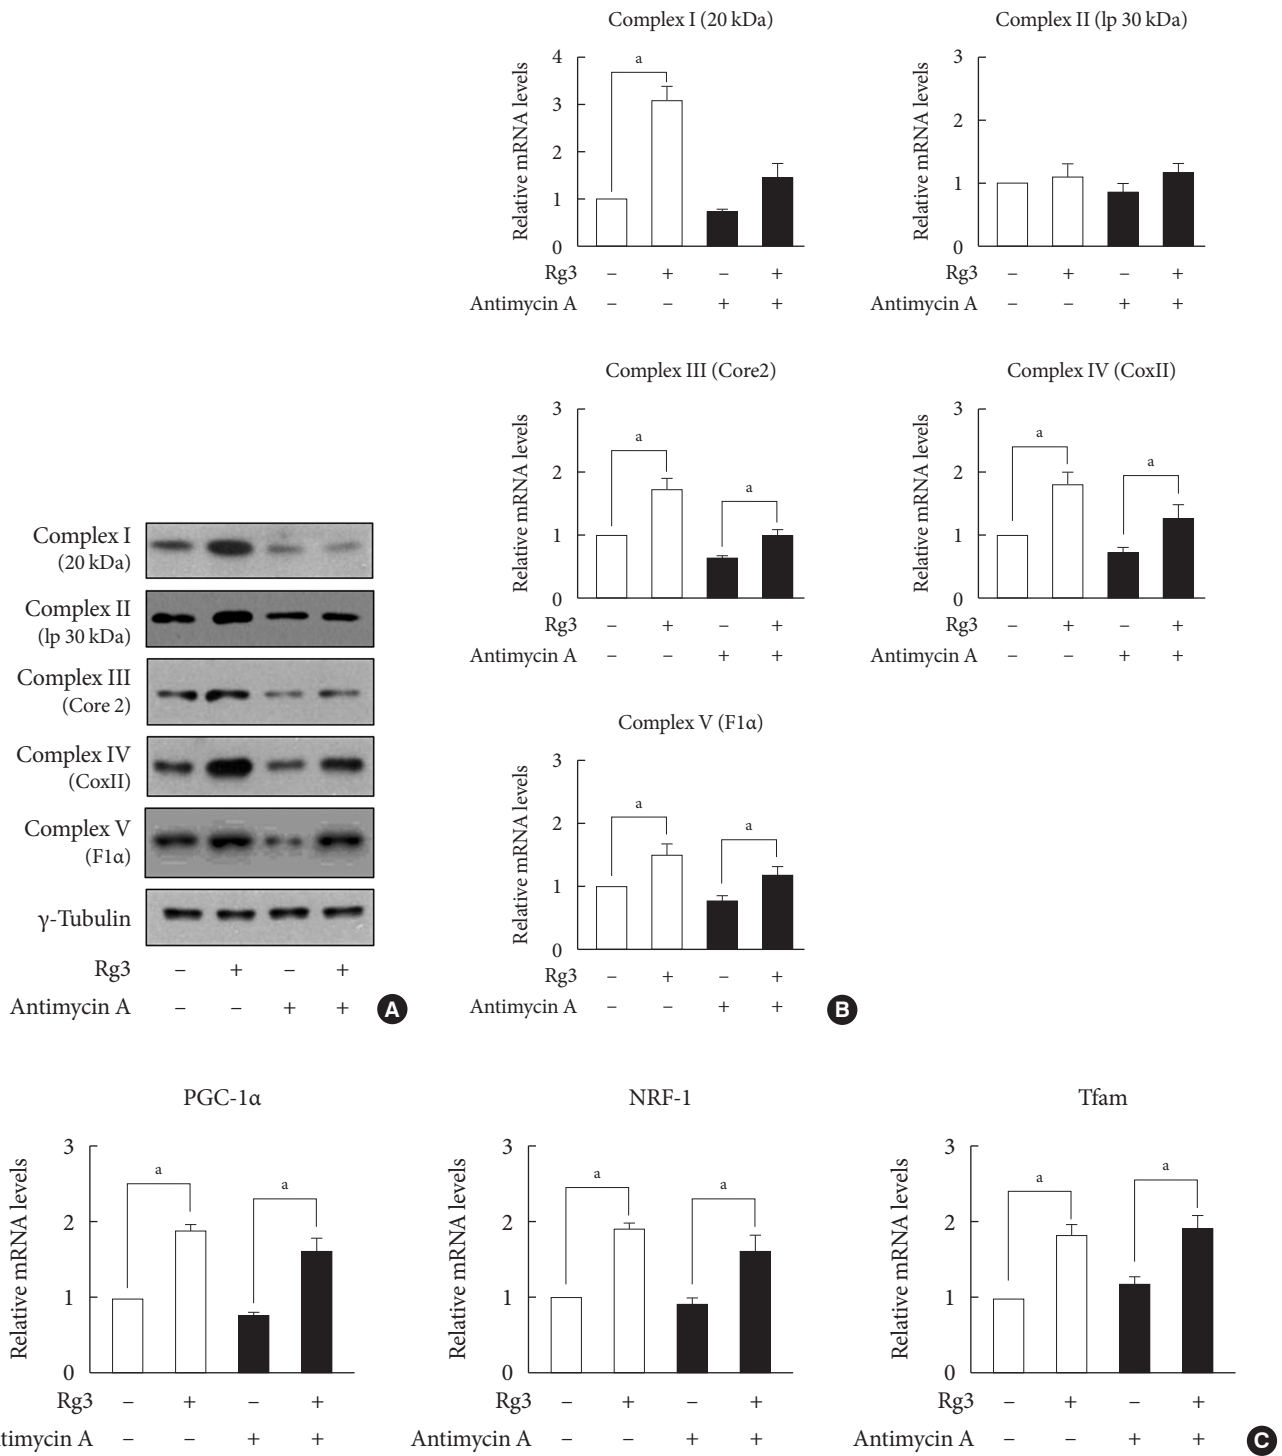 Complex I
(20 kDa)
Complex II
(lp 30 kDa)
Complex III
(Core 2)
Complex IV
(CoxII)
Complex V
(F1α)
γ-Tubulin
Rg3 – + – +
Antimycin A – – + +
A
Complex I (20 kDa)
Relative mRNA levels
4
3
2
1
0
a
Rg3 – + – +
Antimycin A – – + +
Complex II (lp 30 kDa)
Relative mRNA levels
3
2
1
0
Rg3 – + – +
Antimycin A – – + +
Complex III (Core2)
Relative mRNA levels
3
2
1
0
a
a
Rg3 – + – +
Antimycin A – – + +
Complex IV (CoxII)
Relative mRNA levels
3
2
1
0
a
a
Rg3 – + – +
Antimycin A – – + +
Complex V (F1α)
Relative mRNA levels
3
2
1
0
a
a
Rg3 – + – +
Antimycin A – – + +
B
PGC-1α
Relative mRNA levels
3
2
1
0
a
a
Rg3 – + – +
timycin A – – + +
NRF-1
Relative mRNA levels
3
2
1
0
a
a
Rg3 – + – +
Antimycin A – – + +
Tfam
Relative mRNA levels
3
2
1
0
a
a
Rg3 – + – +
Antimycin A – – + +
C